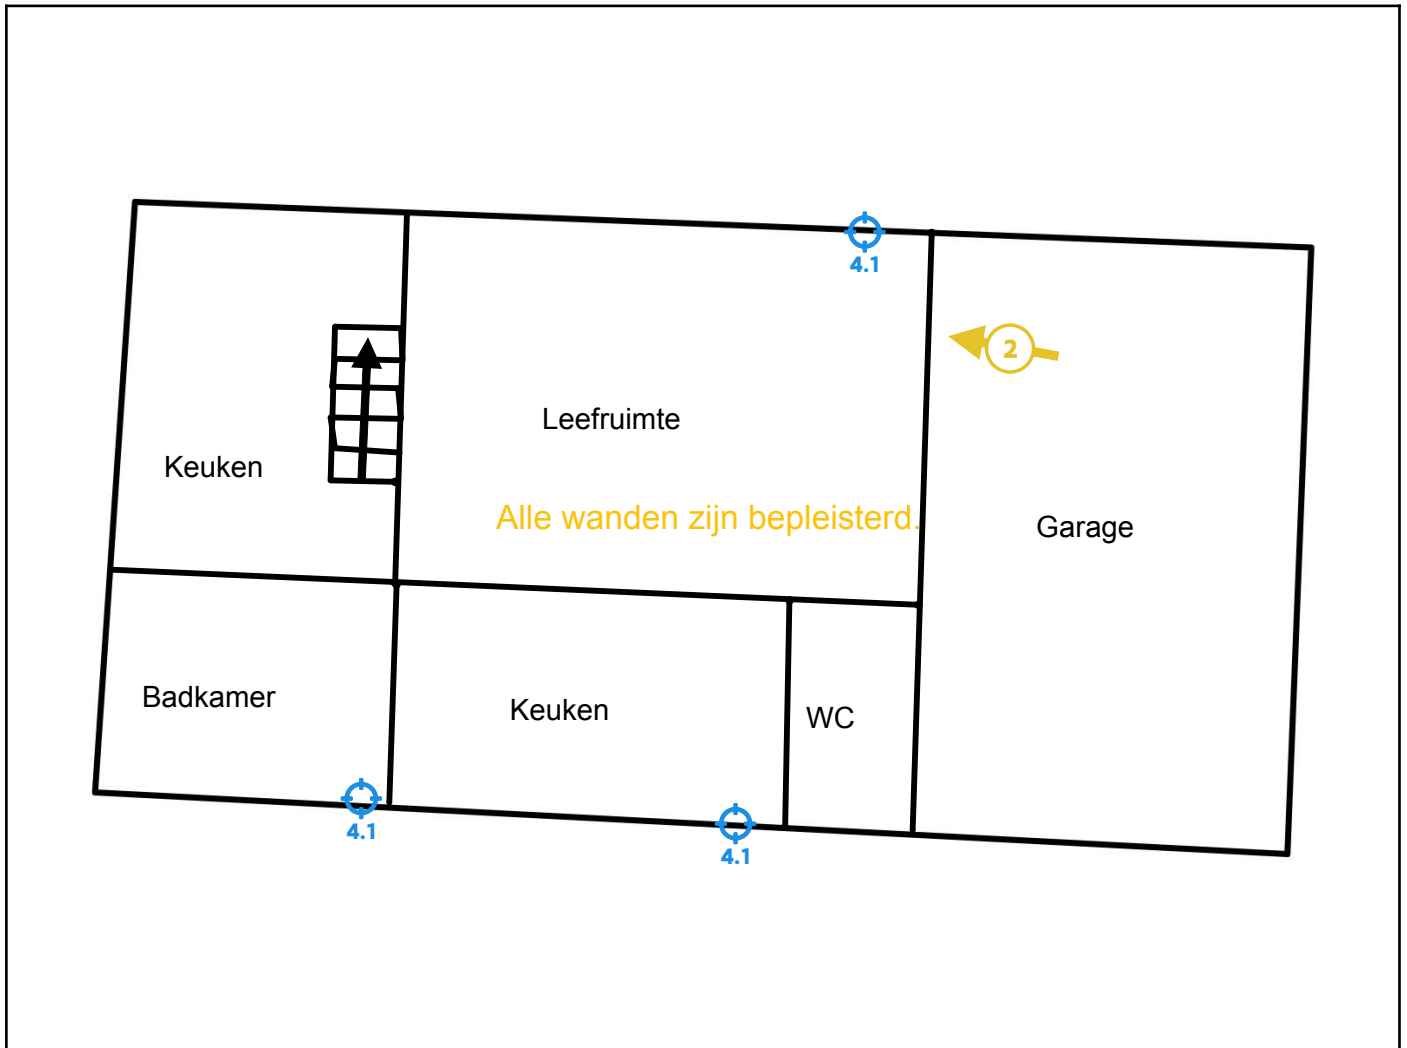 4.1
2
Leefruimte
Keuken
Alle wanden zijn bepleisterd.
Garage
Badkamer
Keuken
WC
4.1
4.1